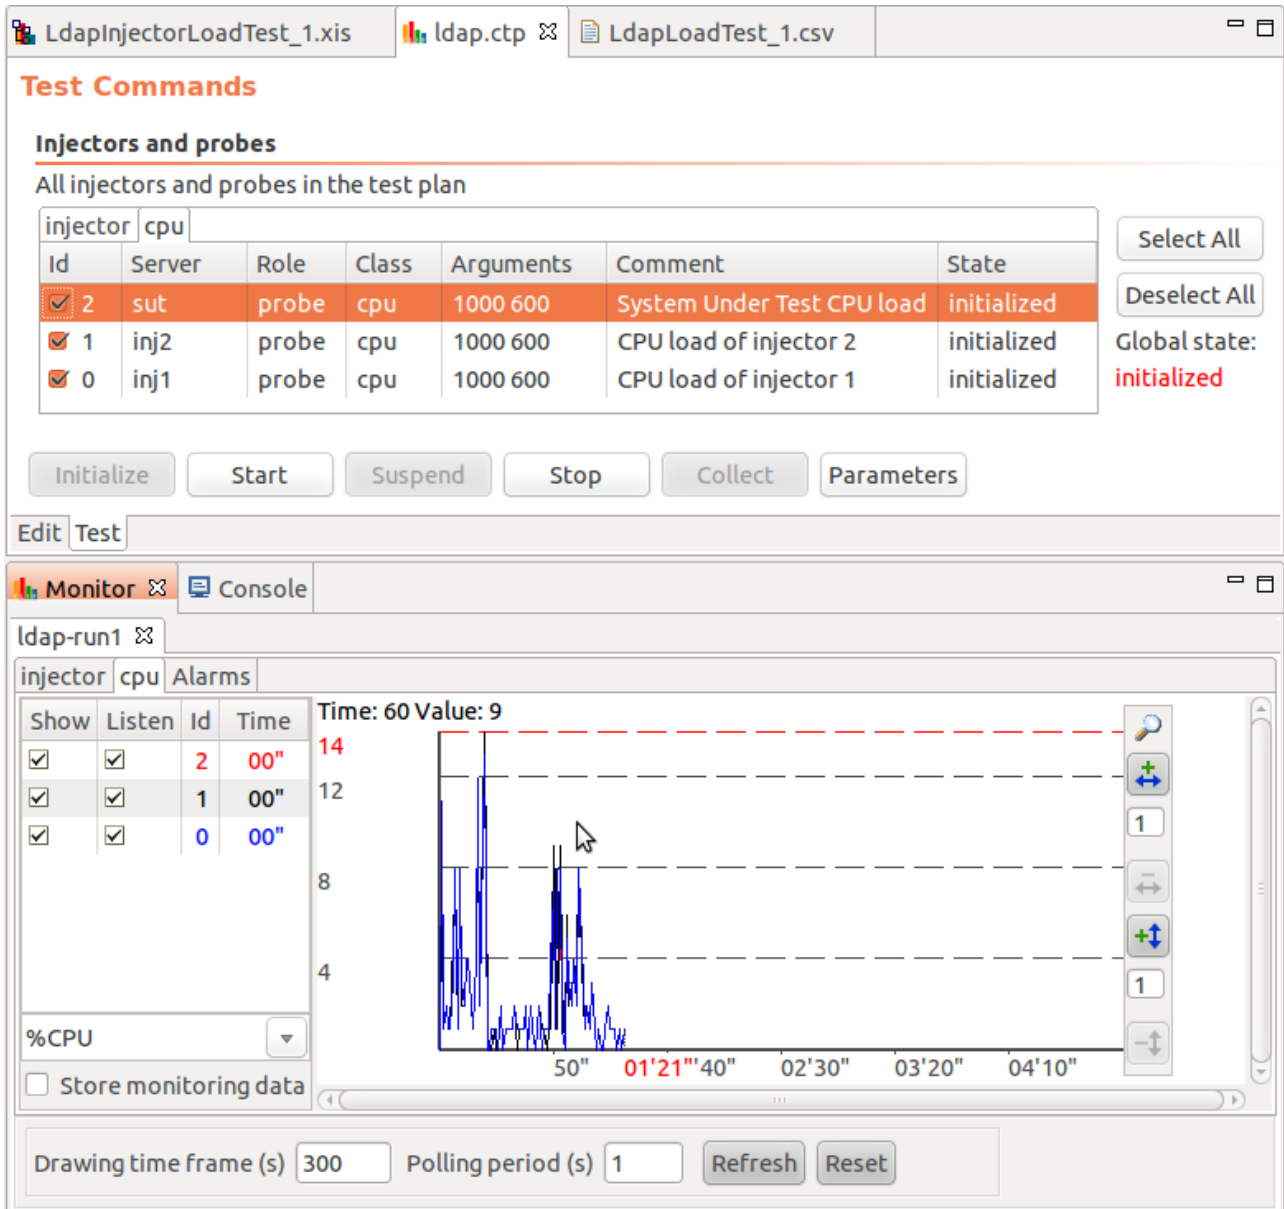 LdapInjectorLoadTest_1.xis ldap.ctp LdapLoadTest_1.csv
Test Commands
Injectors and probes
All injectors and probes in the test plan
injector cpu
Id Server Role Class Arguments Comment State
2 sut probe cpu 1000 600 System Under Test CPU load initialized
1 inj2 probe cpu 1000 600 CPU load of injector 2 initialized
0 inj1 probe cpu 1000 600 CPU load of injector 1 initialized
Select All
Deselect All
Global state:
initialized
Initialize Start Suspend Stop Collect Parameters
Edit Test
Monitor Console
ldap-run1
injector cpu Alarms
Show Listen Id Time
2 00"
1 00"
0 00"
%CPU
Store monitoring data
Time: 60 Value: 9
14
12
8
4
50" 01'21" '40" 02'30" 03'20" 04'10"
1
1
Drawing time frame (s) 300 Polling period (s) 1 Refresh Reset